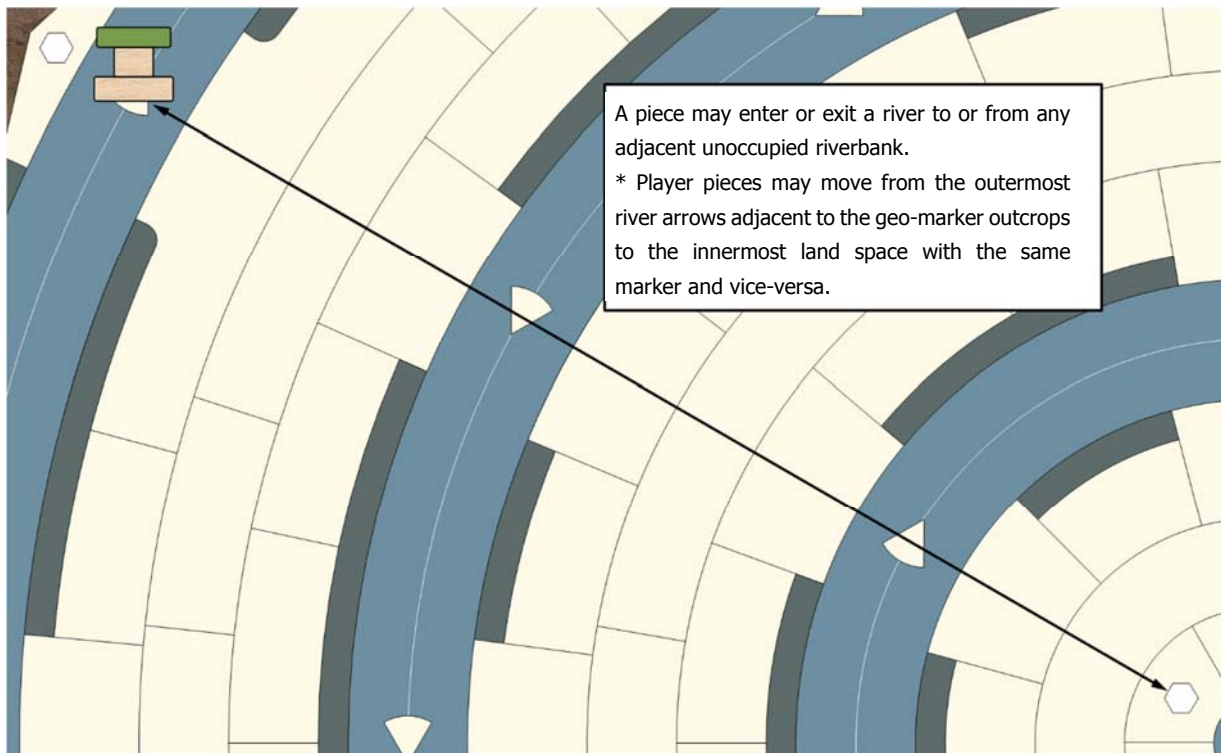 A piece may enter or exit a river to or from any
adjacent unoccupied riverbank.
* Player pieces may move from the outermost
river arrows adjacent to the geo-marker outcrops
to the innermost land space with the same
marker and vice-versa.